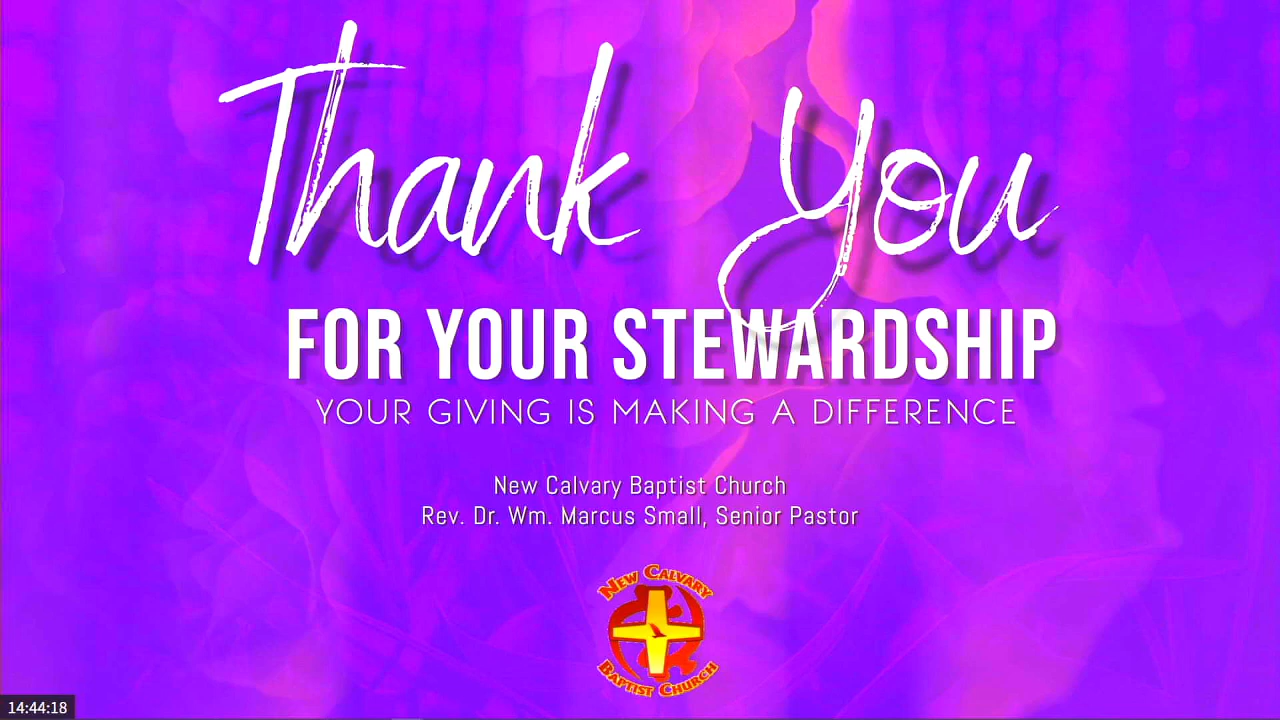 Thank You
FOR YOUR STEWARDSHIP
YOUR GIVING IS MAKING A DIFFERENCE
New Calvary Baptist Church
Rev. Dr. Wm. Marcus Small, Senior Pastor
NEW CALVARY
BAPTIST CHURCH
14:44:18